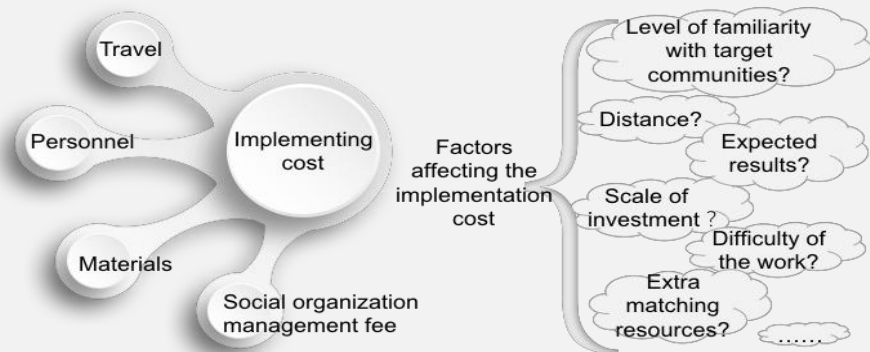 Travel
Personnel
Materials
Social organization
management fee
Implementing
cost
Factors
affecting the
implementation
cost
Level of familiarity
with target
communities?
Distance?
Expected
results?
Scale of
investment？
Difficulty of
the work?
Extra
matching
resources?
……